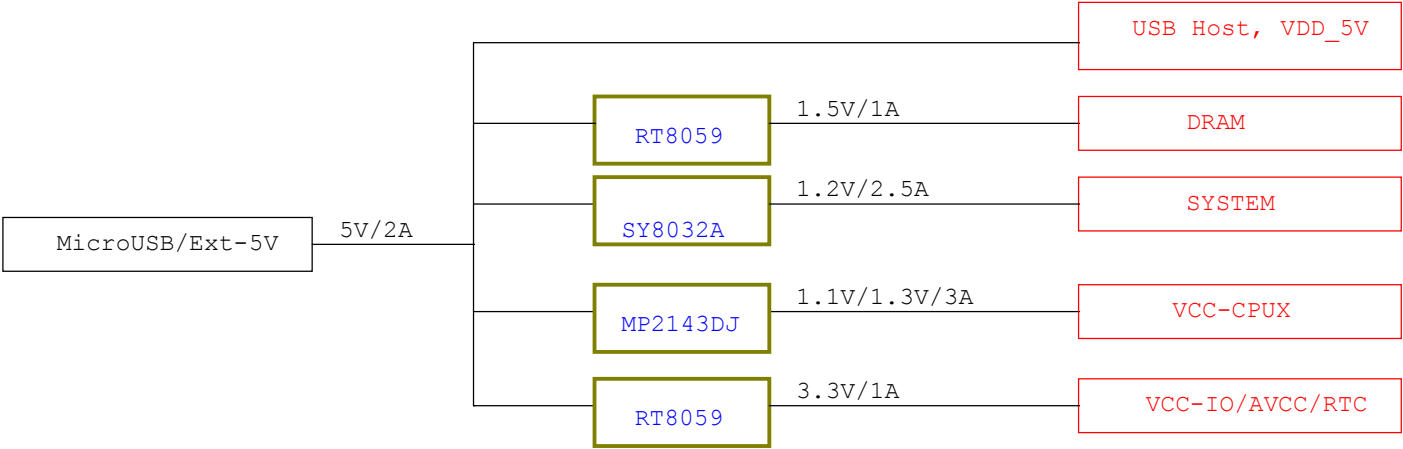 USB Host, VDD_5V
1.5V/1A
RT8059
DRAM
1.2V/2.5A
SY8032A
SYSTEM
MicroUSB/Ext-5V
5V/2A
1.1V/1.3V/3A
MP2143DJ
VCC-CPUX
3.3V/1A
RT8059
VCC-IO/AVCC/RTC